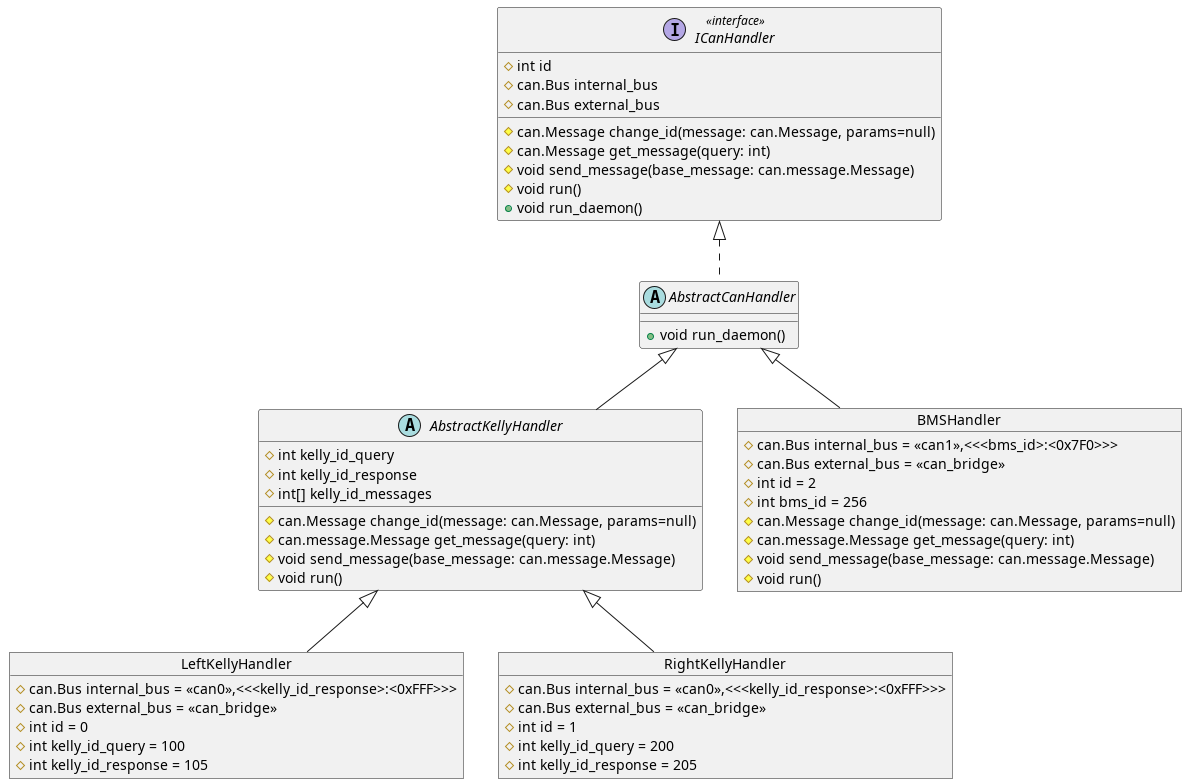 I
«interface»
ICanHandler
int id
can.Bus internal_bus
can.Bus external_bus
can.Message change_id(message: can.Message, params=null)
can.Message get_message(query: int)
void send_message(base_message: can.message.Message)
void run()
void run_daemon()
A AbstractCanHandler
void run_daemon()
A AbstractKellyHandler
int kelly_id_query
int kelly_id_response
int[] kelly_id_messages
can.Message change_id(message: can.Message, params=null)
can.message.Message get_message(query: int)
void send_message(base_message: can.message.Message)
void run()
BMSHandler
can.Bus internal_bus = «can1»,<<<bms_id>:<0x7F0>>>
can.Bus external_bus = «can_bridge»
int id = 2
int bms_id = 256
can.Message change_id(message: can.Message, params=null)
can.message.Message get_message(query: int)
void send_message(base_message: can.message.Message)
void run()
LeftKellyHandler
can.Bus internal_bus = «can0»,<<<kelly_id_response>:<0xFFF>>>
can.Bus external_bus = «can_bridge»
int id = 0
int kelly_id_query = 100
int kelly_id_response = 105
RightKellyHandler
can.Bus internal_bus = «can0»,<<<kelly_id_response>:<0xFFF>>>
can.Bus external_bus = «can_bridge»
int id = 1
int kelly_id_query = 200
int kelly_id_response = 205